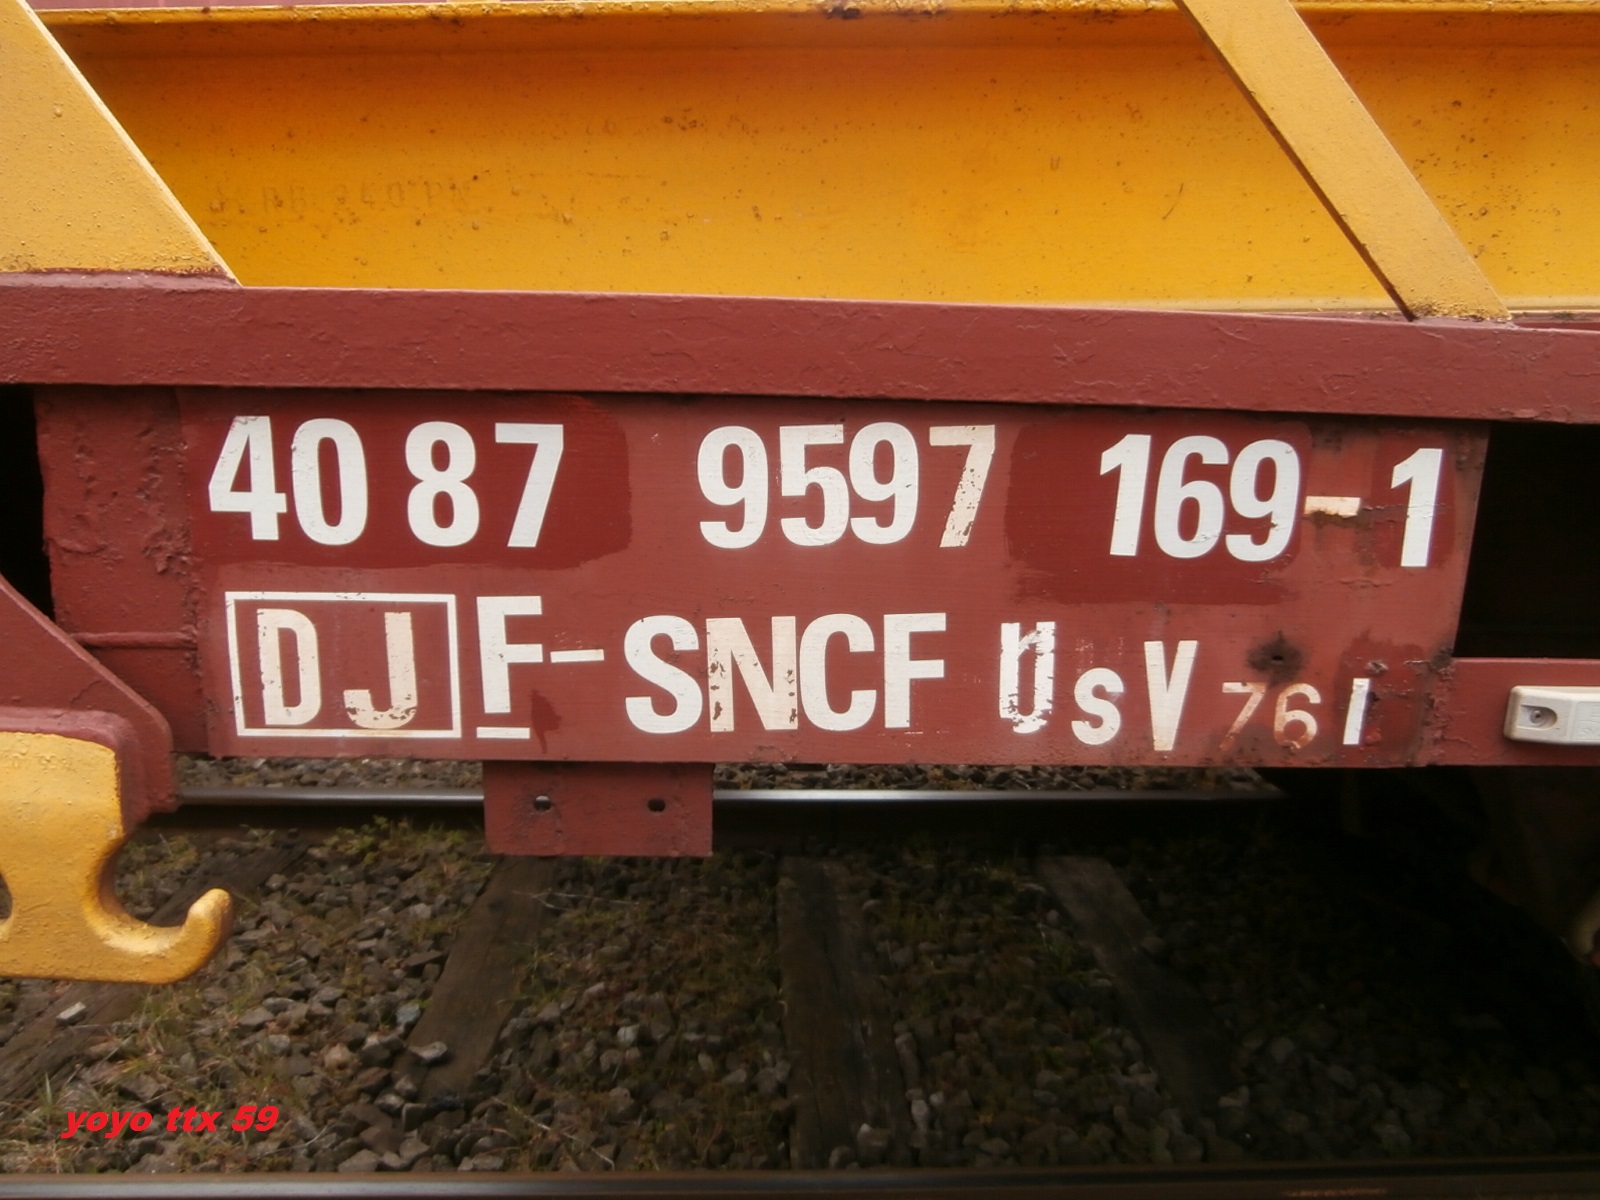 40 87 9597 169-1
DJ F-SNCF UsV 761
yoyo ttx 59